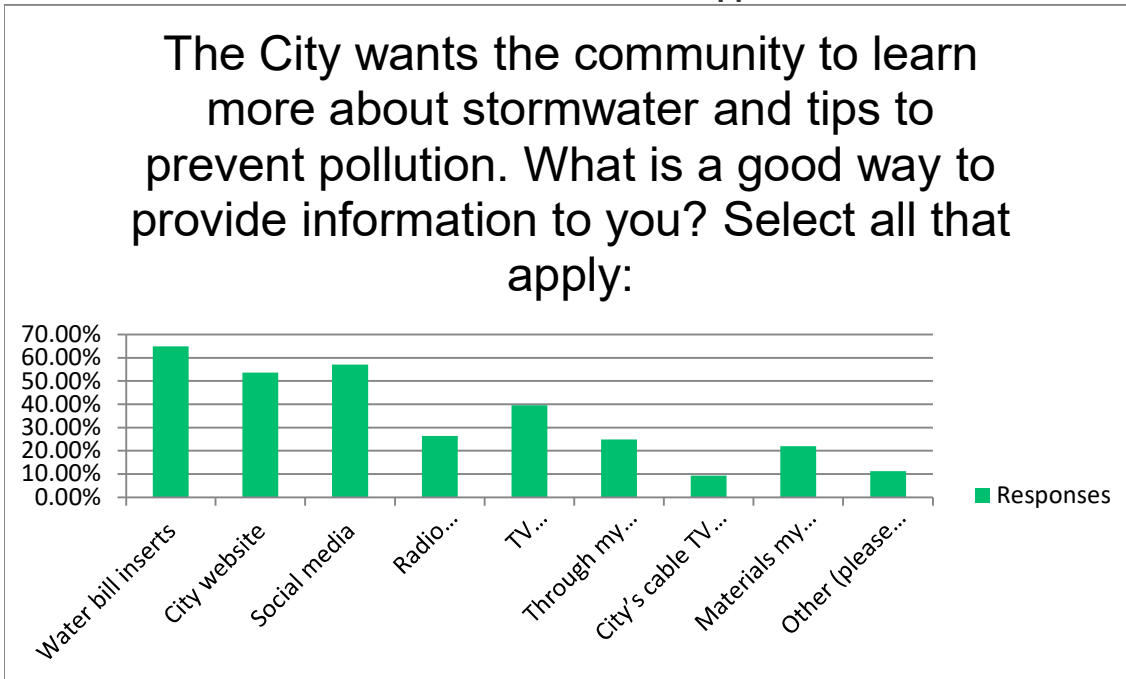 The City wants the community to learn
more about stormwater and tips to
prevent pollution. What is a good way to
provide information to you? Select all that
apply:
70.00%
60.00%
50.00%
40.00%
30.00%
20.00%
10.00%
0.00%
Water bill inserts
City website
Social media
Radio...
TV...
Through my...
City's cable TV...
Materials my...
Other (please...
Responses